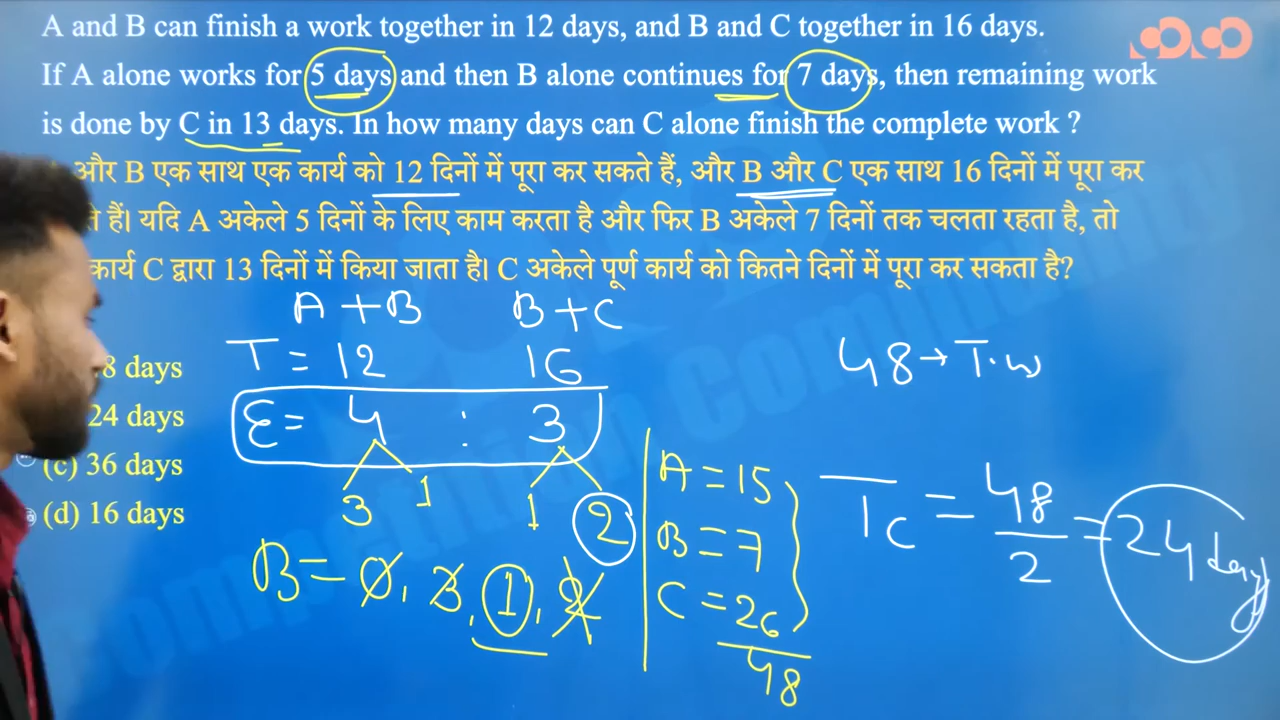 A and B can finish a work together in 12 days, and B and C together in 16 days.
If A alone works for 5 days and then B alone continues for 7 days, then remaining work
is done by C in 13 days. In how many days can C alone finish the complete work ?
और B एक साथ एक कार्य को 12 दिनों में पूरा कर सकते हैं, और B और C एक साथ 16 दिनों में पूरा कर
हैं। यदि A अकेले 5 दिनों के लिए काम करता है और फिर B अकेले 7 दिनों तक चलता रहता है, तो
कार्य C द्वारा 13 दिनों में किया जाता है। C अकेले पूर्ण कार्य को कितने दिनों में पूरा कर सकता है?
A + B B + C
T = 12 16
48 → T.W
8 days
24 days
(c) 36 days
(d) 16 days
E = 4 : 3
3 1 1 2
B = 0, 3, 1, 2
A = 15
B = 7
C = 26
48
Tc = 48/2 = 24 days
Competition Community